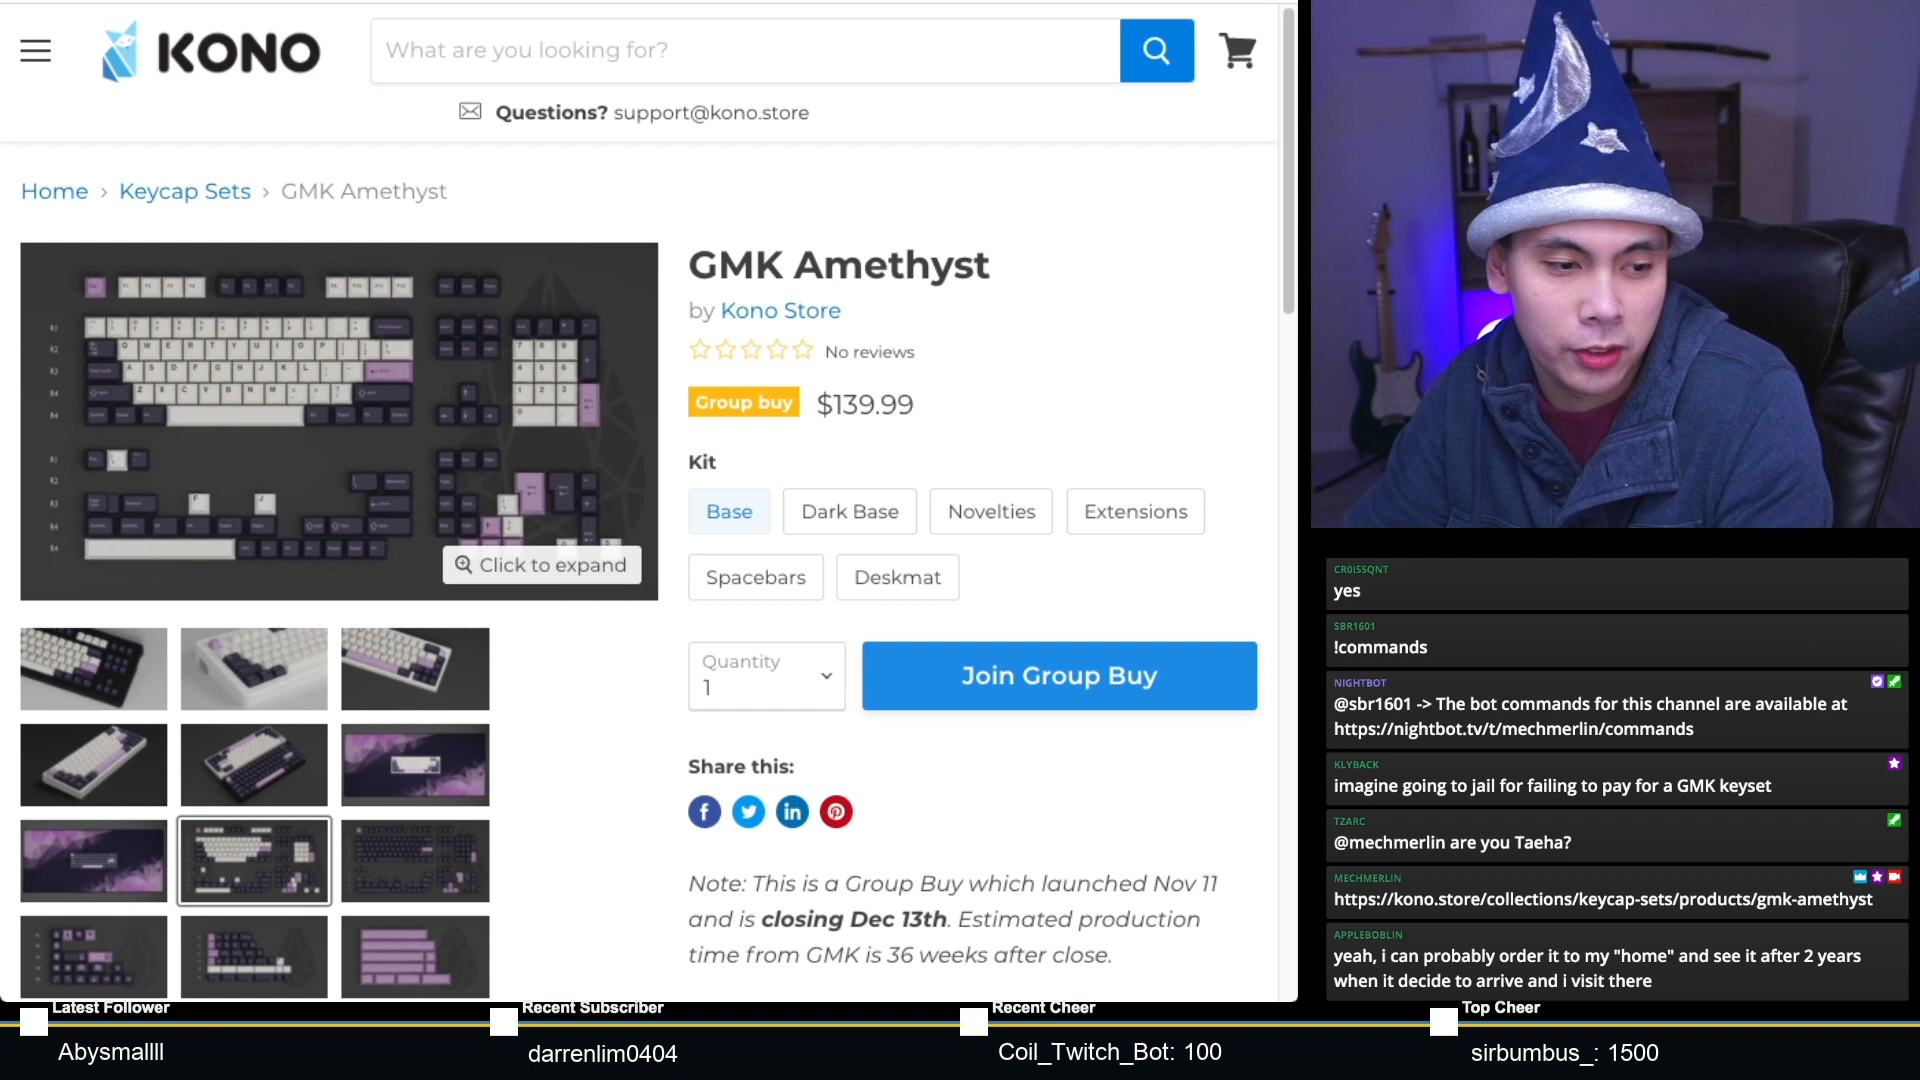 KONO
What are you looking for?
Questions? support@kono.store
Home > Keycap Sets > GMK Amethyst
GMK Amethyst
by Kono Store
No reviews
Group buy $139.99
Kit
Base Dark Base Novelties Extensions
Spacebars Deskmat
Click to expand
Quantity
1
Join Group Buy
Share this:
Note: This is a Group Buy which launched Nov 11
and is closing Dec 13th. Estimated production
time from GMK is 36 weeks after close.
CR0ISSQNT
yes
SBR1601
!commands
NIGHTBOT
@sbr1601 -> The bot commands for this channel are available at
https://nightbot.tv/t/mechmerlin/commands
KLYBACK
imagine going to jail for failing to pay for a GMK keyset
TZARC
@mechmerlin are you Taeha?
MECHMERLIN
https://kono.store/collections/keycap-sets/products/gmk-amethyst
APPLEBOBLIN
yeah, i can probably order it to my "home" and see it after 2 years
when it decide to arrive and i visit there
Latest Follower
Abysmallll
Recent Subscriber
darrenlim0404
Recent Cheer
Coil_Twitch_Bot: 100
Top Cheer
sirbumbus_: 1500